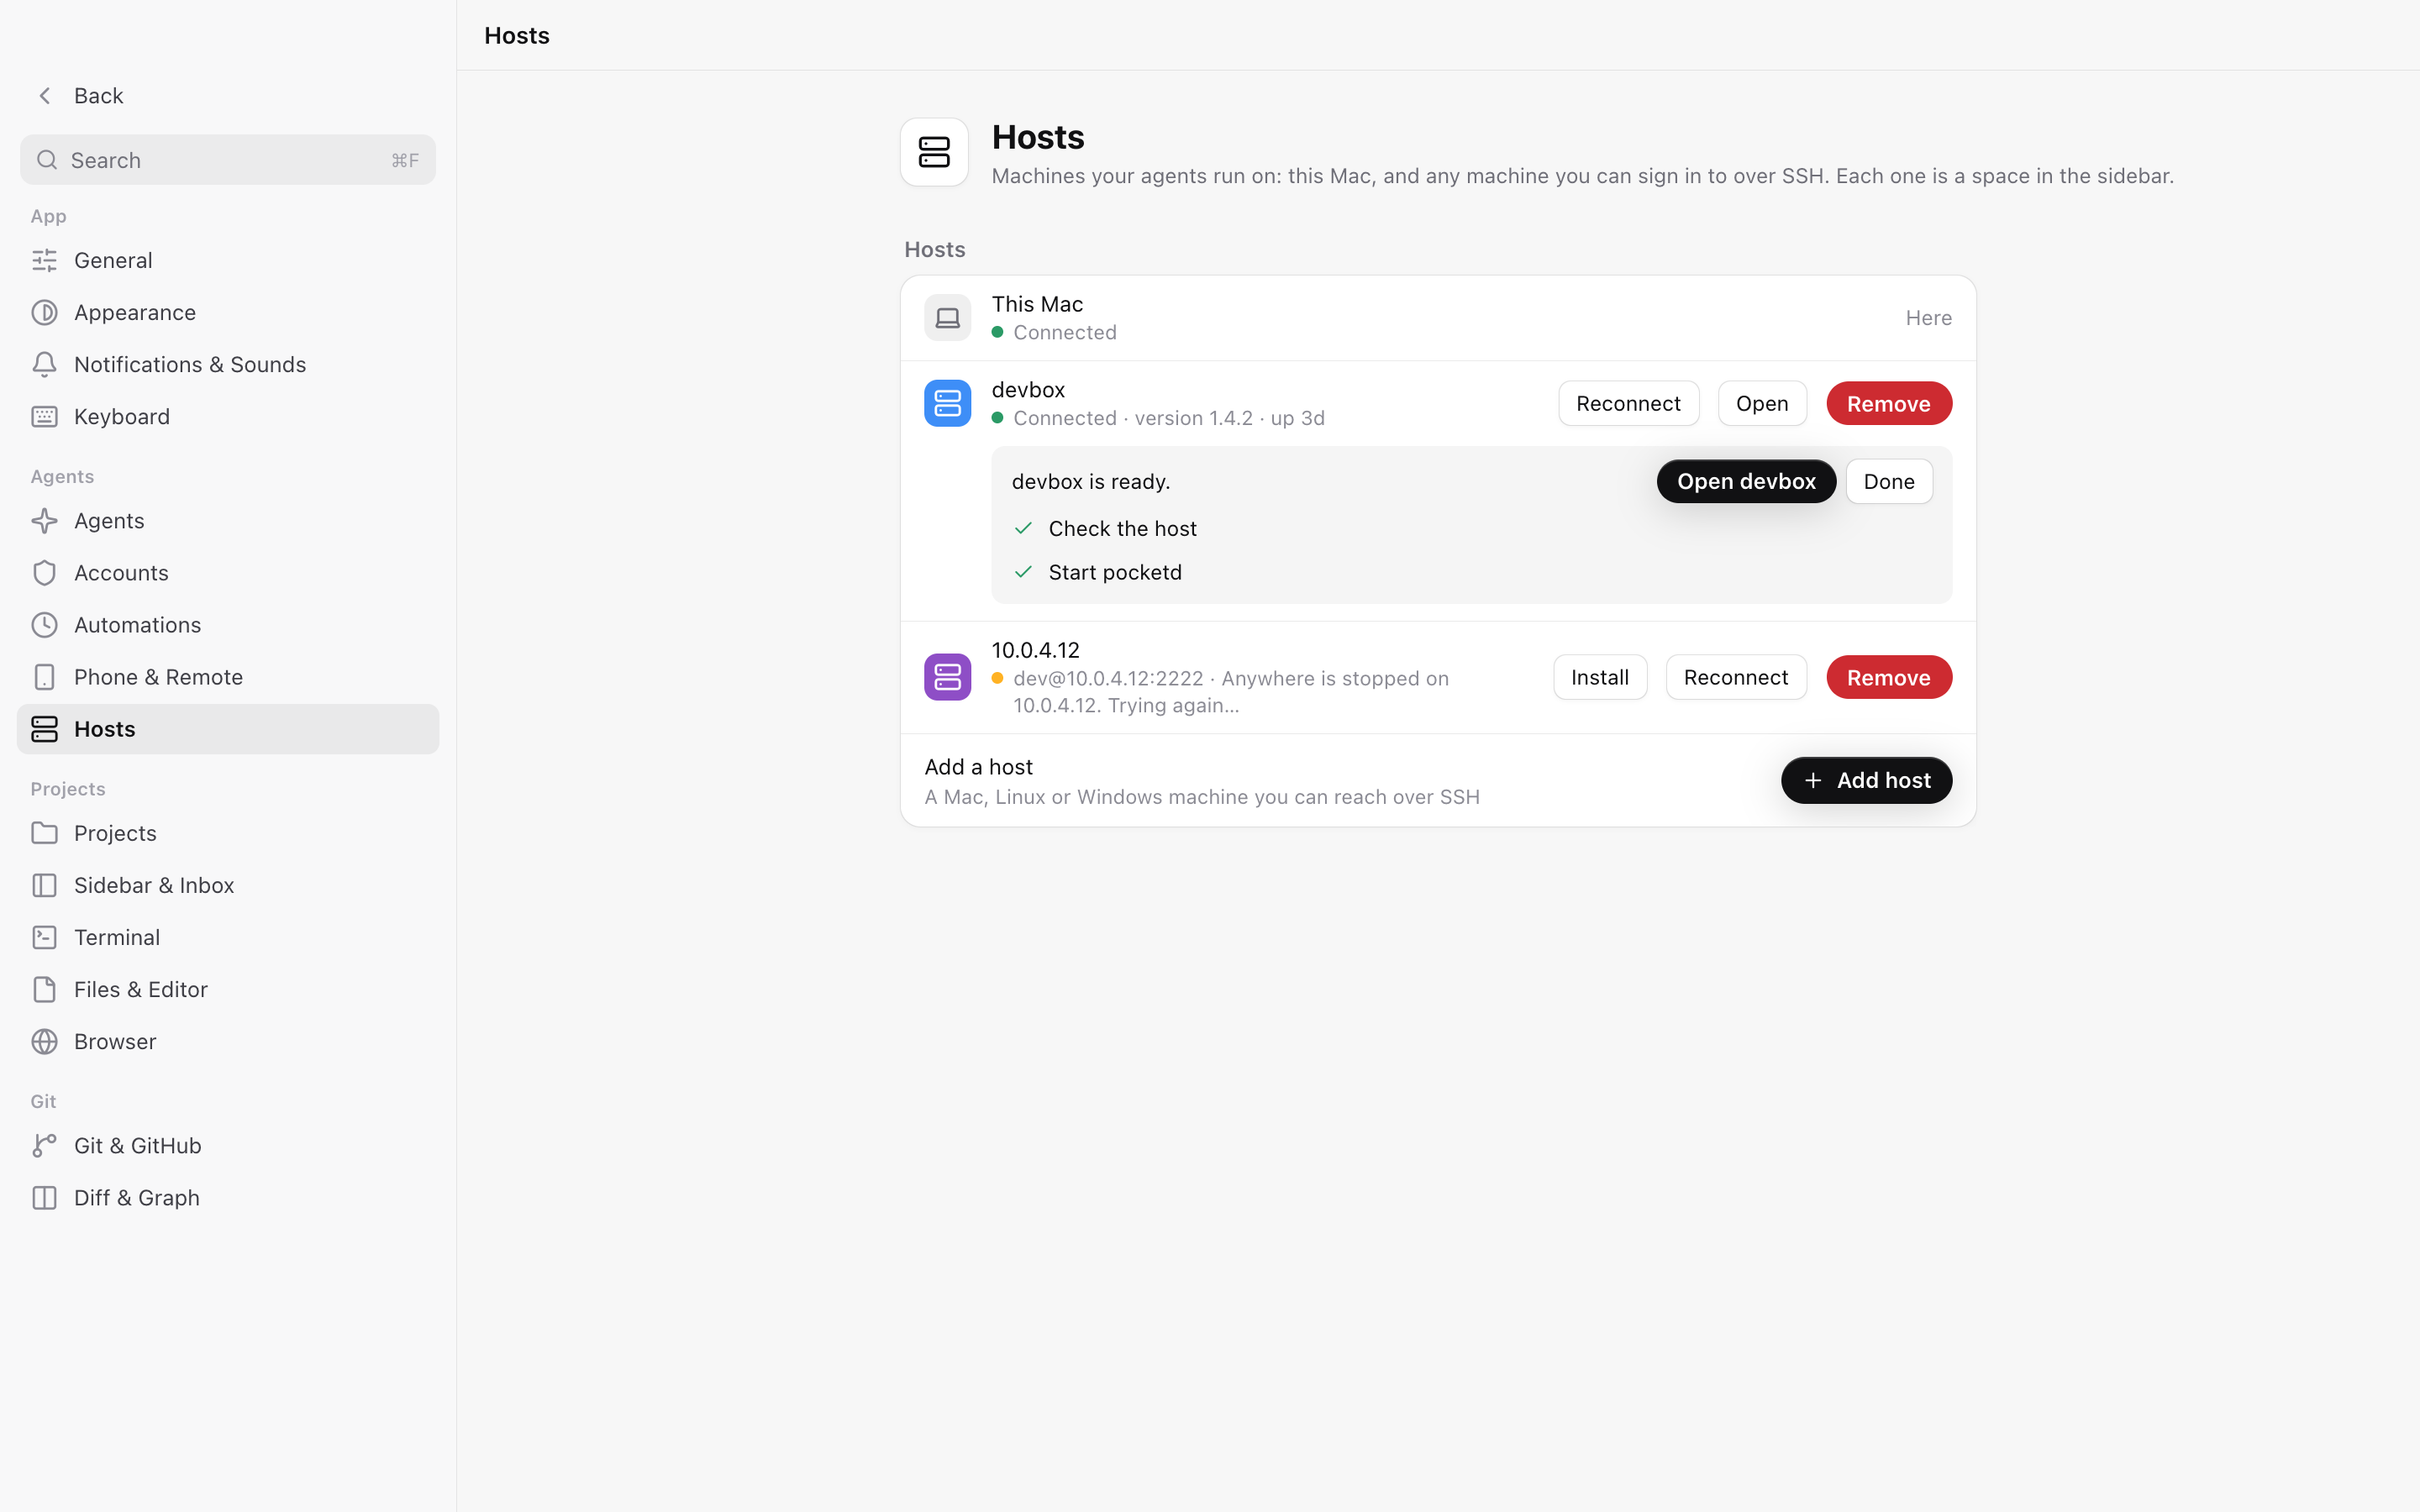 Hosts
Back
Search ⌘F
App
General
Appearance
Notifications & Sounds
Keyboard
Agents
Agents
Accounts
Automations
Phone & Remote
Hosts
Projects
Projects
Sidebar & Inbox
Terminal
Files & Editor
Browser
Git
Git & GitHub
Diff & Graph
Hosts
Machines your agents run on: this Mac, and any machine you can sign in to over SSH. Each one is a space in the sidebar.
Hosts
This Mac
Connected
Here
devbox
Connected · version 1.4.2 · up 3d
Reconnect Open Remove
devbox is ready.
Open devbox Done
Check the host
Start pocketd
10.0.4.12
dev@10.0.4.12:2222 · Anywhere is stopped on
10.0.4.12. Trying again…
Install Reconnect Remove
Add a host
A Mac, Linux or Windows machine you can reach over SSH
Add host